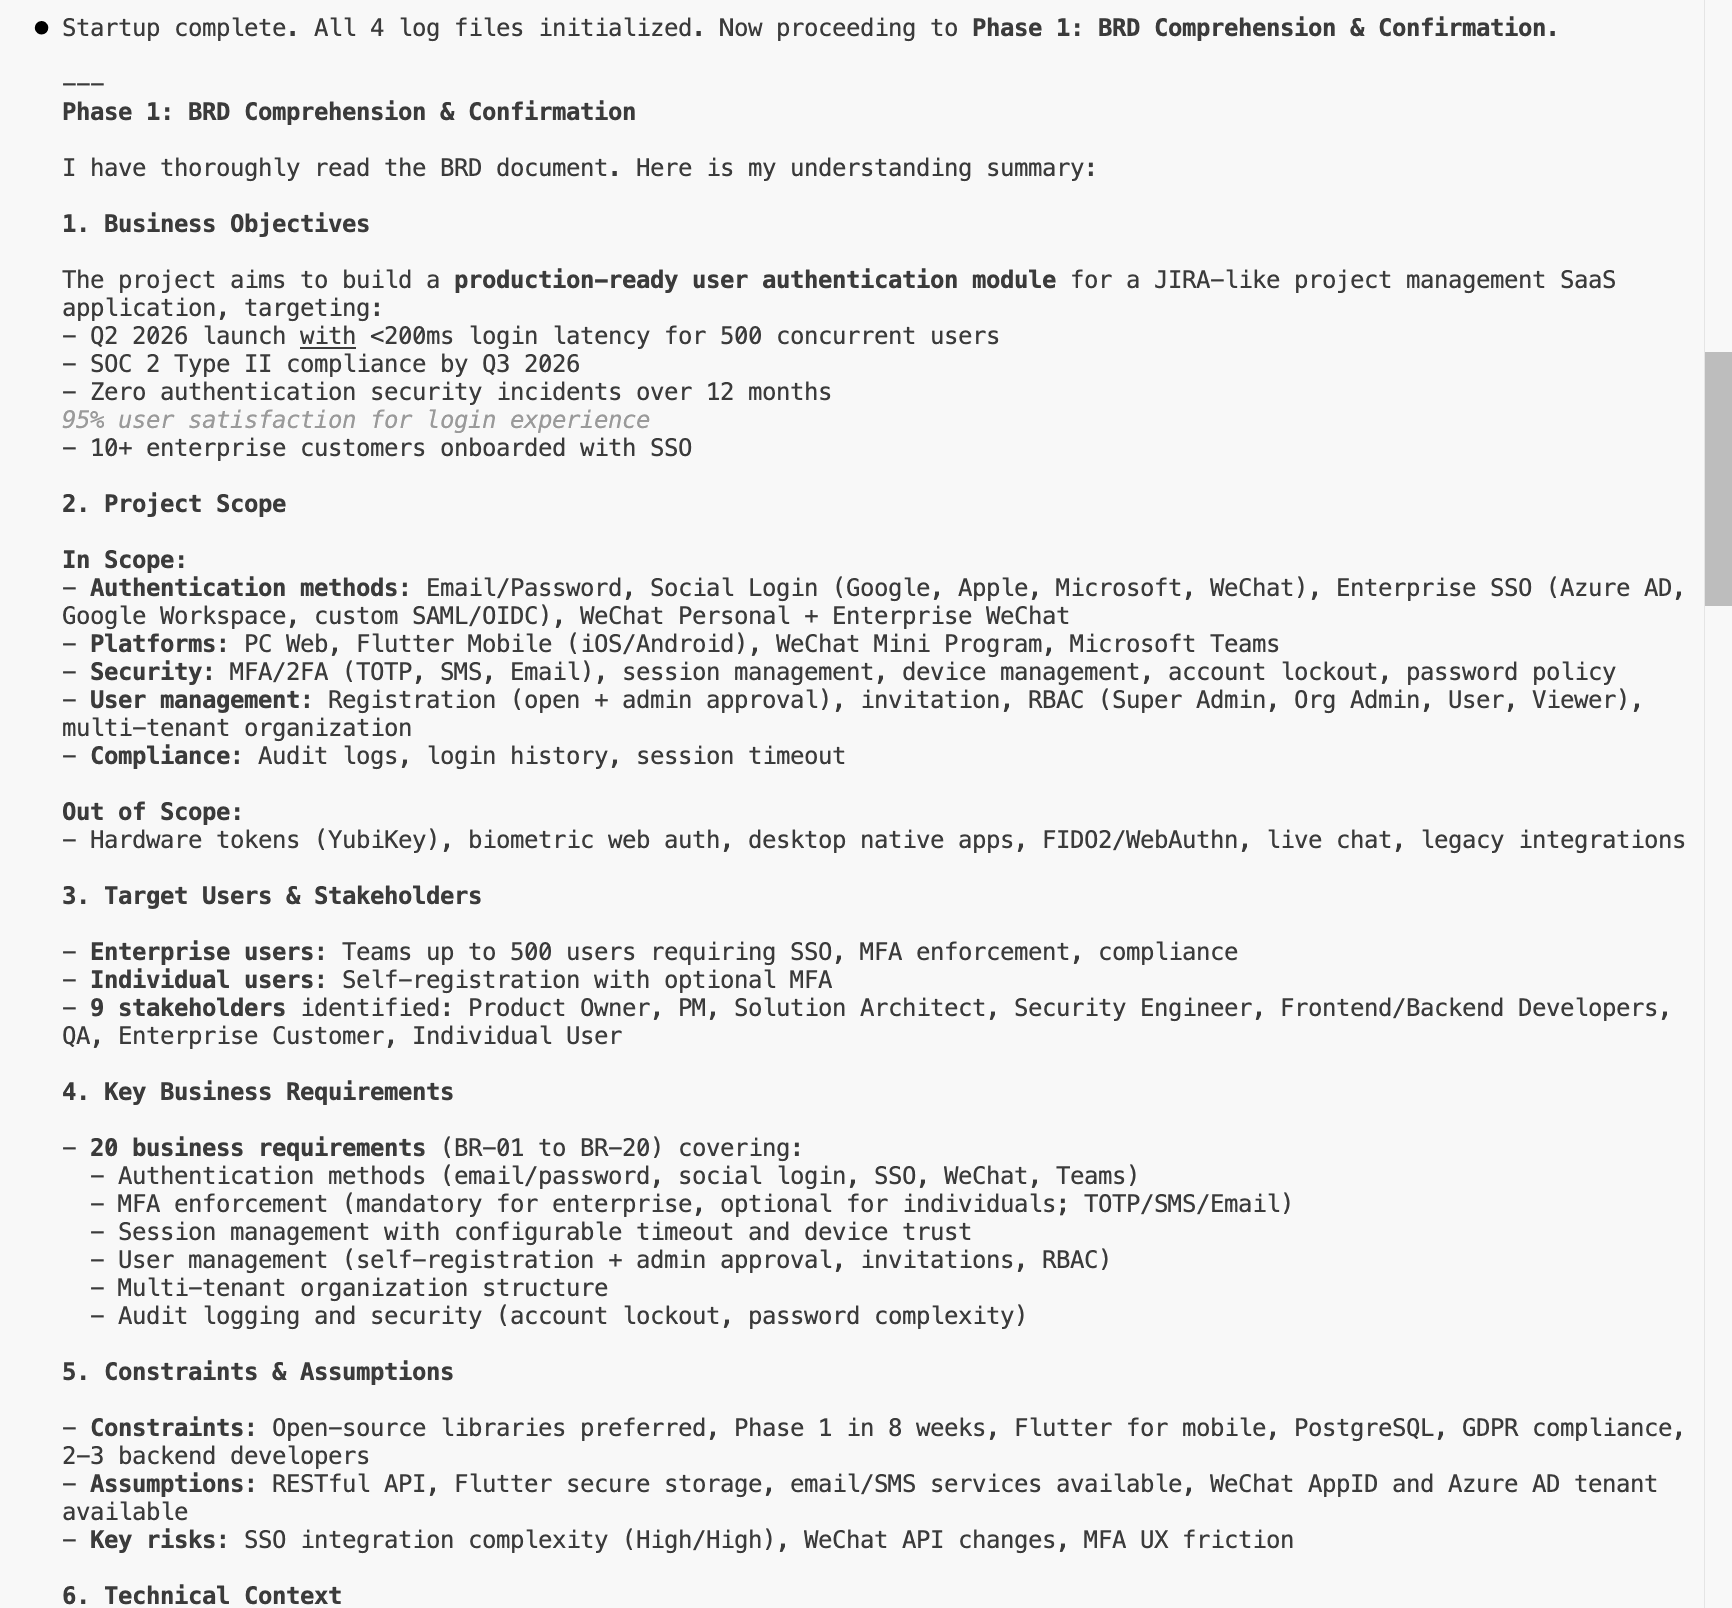 ● Startup complete. All 4 log files initialized. Now proceeding to Phase 1: BRD Comprehension & Confirmation.
———
Phase 1: BRD Comprehension & Confirmation
I have thoroughly read the BRD document. Here is my understanding summary:
1. Business Objectives
The project aims to build a production-ready user authentication module for a JIRA-like project management SaaS
application, targeting:
- Q2 2026 launch with <200ms login latency for 500 concurrent users
- SOC 2 Type II compliance by Q3 2026
- Zero authentication security incidents over 12 months
95% user satisfaction for login experience
- 10+ enterprise customers onboarded with SSO
2. Project Scope
In Scope:
- Authentication methods: Email/Password, Social Login (Google, Apple, Microsoft, WeChat), Enterprise SSO (Azure AD,
Google Workspace, custom SAML/OIDC), WeChat Personal + Enterprise WeChat
- Platforms: PC Web, Flutter Mobile (iOS/Android), WeChat Mini Program, Microsoft Teams
- Security: MFA/2FA (TOTP, SMS, Email), session management, device management, account lockout, password policy
- User management: Registration (open + admin approval), invitation, RBAC (Super Admin, Org Admin, User, Viewer),
multi-tenant organization
- Compliance: Audit logs, login history, session timeout
Out of Scope:
- Hardware tokens (YubiKey), biometric web auth, desktop native apps, FIDO2/WebAuthn, live chat, legacy integrations
3. Target Users & Stakeholders
- Enterprise users: Teams up to 500 users requiring SSO, MFA enforcement, compliance
- Individual users: Self-registration with optional MFA
- 9 stakeholders identified: Product Owner, PM, Solution Architect, Security Engineer, Frontend/Backend Developers,
QA, Enterprise Customer, Individual User
4. Key Business Requirements
- 20 business requirements (BR-01 to BR-20) covering:
- Authentication methods (email/password, social login, SSO, WeChat, Teams)
- MFA enforcement (mandatory for enterprise, optional for individuals; TOTP/SMS/Email)
- Session management with configurable timeout and device trust
- User management (self-registration + admin approval, invitations, RBAC)
- Multi-tenant organization structure
- Audit logging and security (account lockout, password complexity)
5. Constraints & Assumptions
- Constraints: Open-source libraries preferred, Phase 1 in 8 weeks, Flutter for mobile, PostgreSQL, GDPR compliance,
2-3 backend developers
- Assumptions: RESTful API, Flutter secure storage, email/SMS services available, WeChat AppID and Azure AD tenant
available
- Key risks: SSO integration complexity (High/High), WeChat API changes, MFA UX friction
6. Technical Context